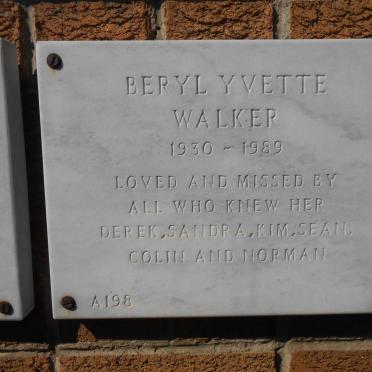 BERYL YVETTE
WALKER
1930 ~ 1989
LOVED AND MISSED BY
ALL WHO KNEW HER
DEREK,SANDRA,KIM,SEAN,
COLIN AND NORMAN
A198